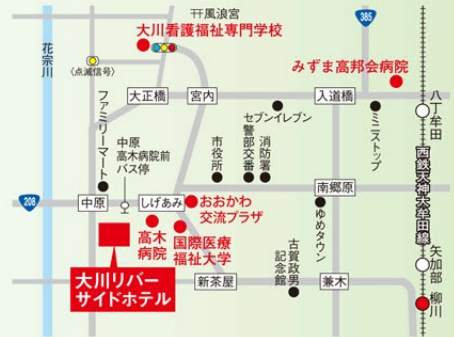 风浪宮
385
大川看護福祉専門学校
花宗川
〈点滅信号〉
みずま高邦会病院
大正橋
宮内
入道橋
八丁牟田
ファミリーマート
セブンイレブン
ミニストップ
中原
高木病院前
バス停
市役所
警部交番
消防署
西鉄天神大牟田線
208
中原
しげあみ
おおかわ
交流プラザ
南郷原
ゆめタウン
高木
病院
国際医療
福祉大学
矢加部
大川リバー
サイドホテル
新茶屋
古賀政男
記念館
兼木
柳川